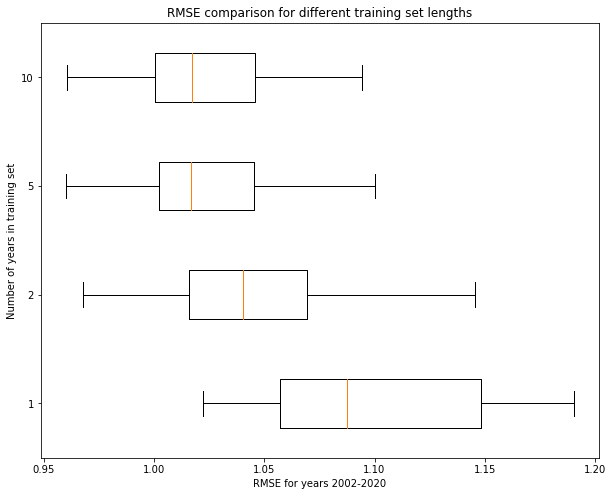 RMSE comparison for different training set lengths
Number of years in training set
10
5
2
1
0.95 1.00 1.05 1.10 1.15 1.20
RMSE for years 2002-2020